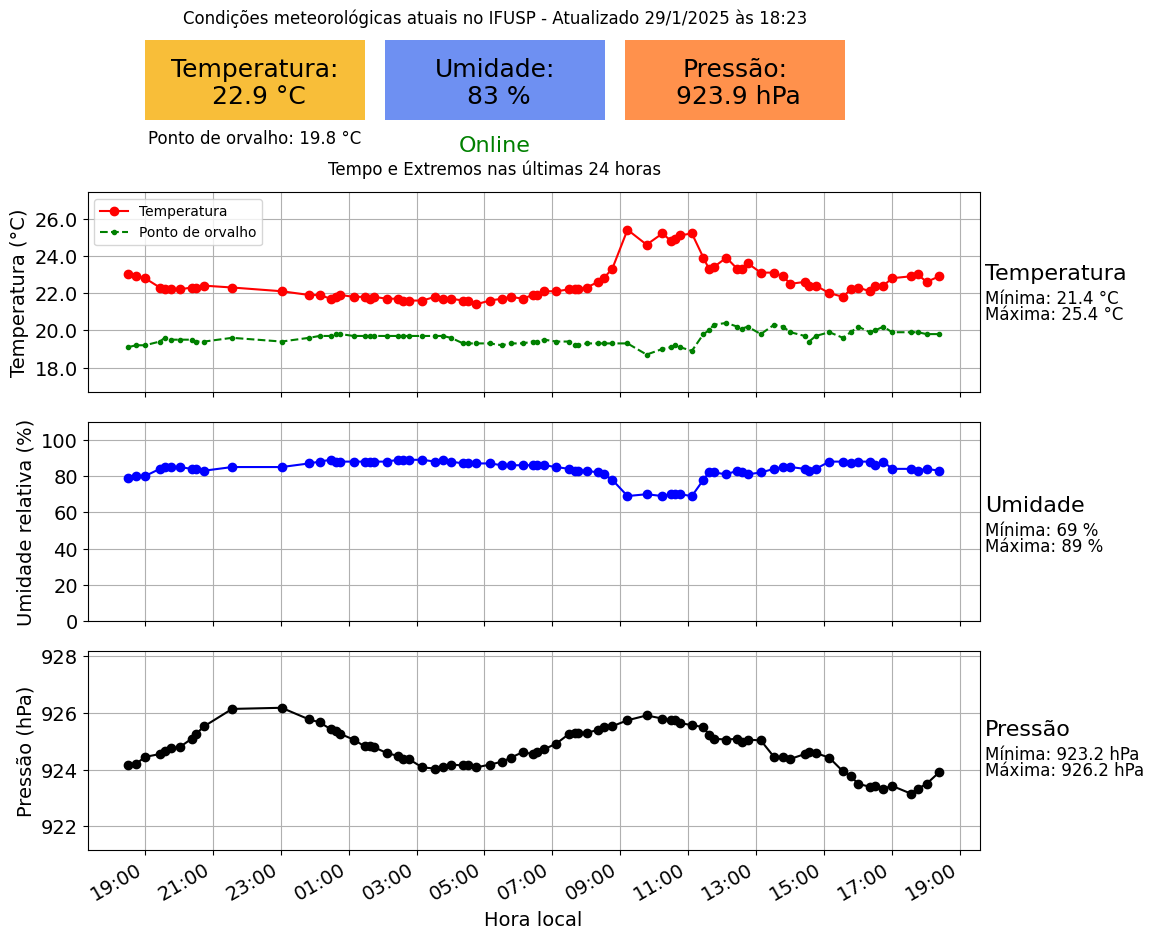 Condições meteorológicas atuais no IFUSP - Atualizado 29/1/2025 às 18:23
Temperatura:
22.9 °C
Umidade:
83 %
Pressão:
923.9 hPa
Ponto de orvalho: 19.8 °C
Online
Tempo e Extremos nas últimas 24 horas
Temperatura (°C)
26.0
24.0
22.0
20.0
18.0
Temperatura
Ponto de orvalho
Temperatura
Mínima: 21.4 °C
Máxima: 25.4 °C
Umidade relativa (%)
100
80
60
40
20
0
Umidade
Mínima: 69 %
Máxima: 89 %
Pressão (hPa)
928
926
924
922
Pressão
Mínima: 923.2 hPa
Máxima: 926.2 hPa
19:00 21:00 23:00 01:00 03:00 05:00 07:00 09:00 11:00 13:00 15:00 17:00 19:00
Hora local